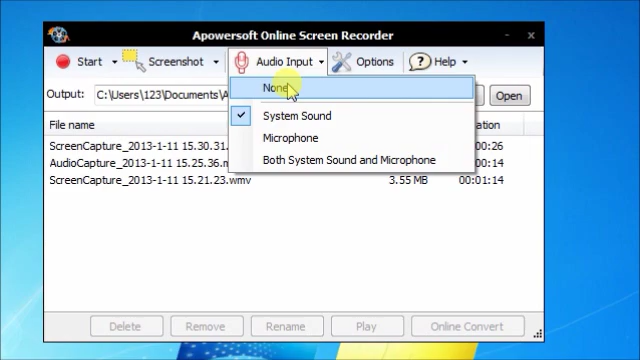 Apowersoft Online Screen Recorder
Start Screenshot Audio Input Options Help
None
Output: C:\Users\123\Documents\A Open
System Sound
File name
Microphone
ScreenCapture_2013-1-11 15.30.31. :00:26
AudioCapture_2013-1-11 15.25.36. :00:14
Both System Sound and Microphone
ScreenCapture_2013-1-11 15.21.23.wmv 3.55 MB 00:01:14
Delete Remove Rename Play Online Convert